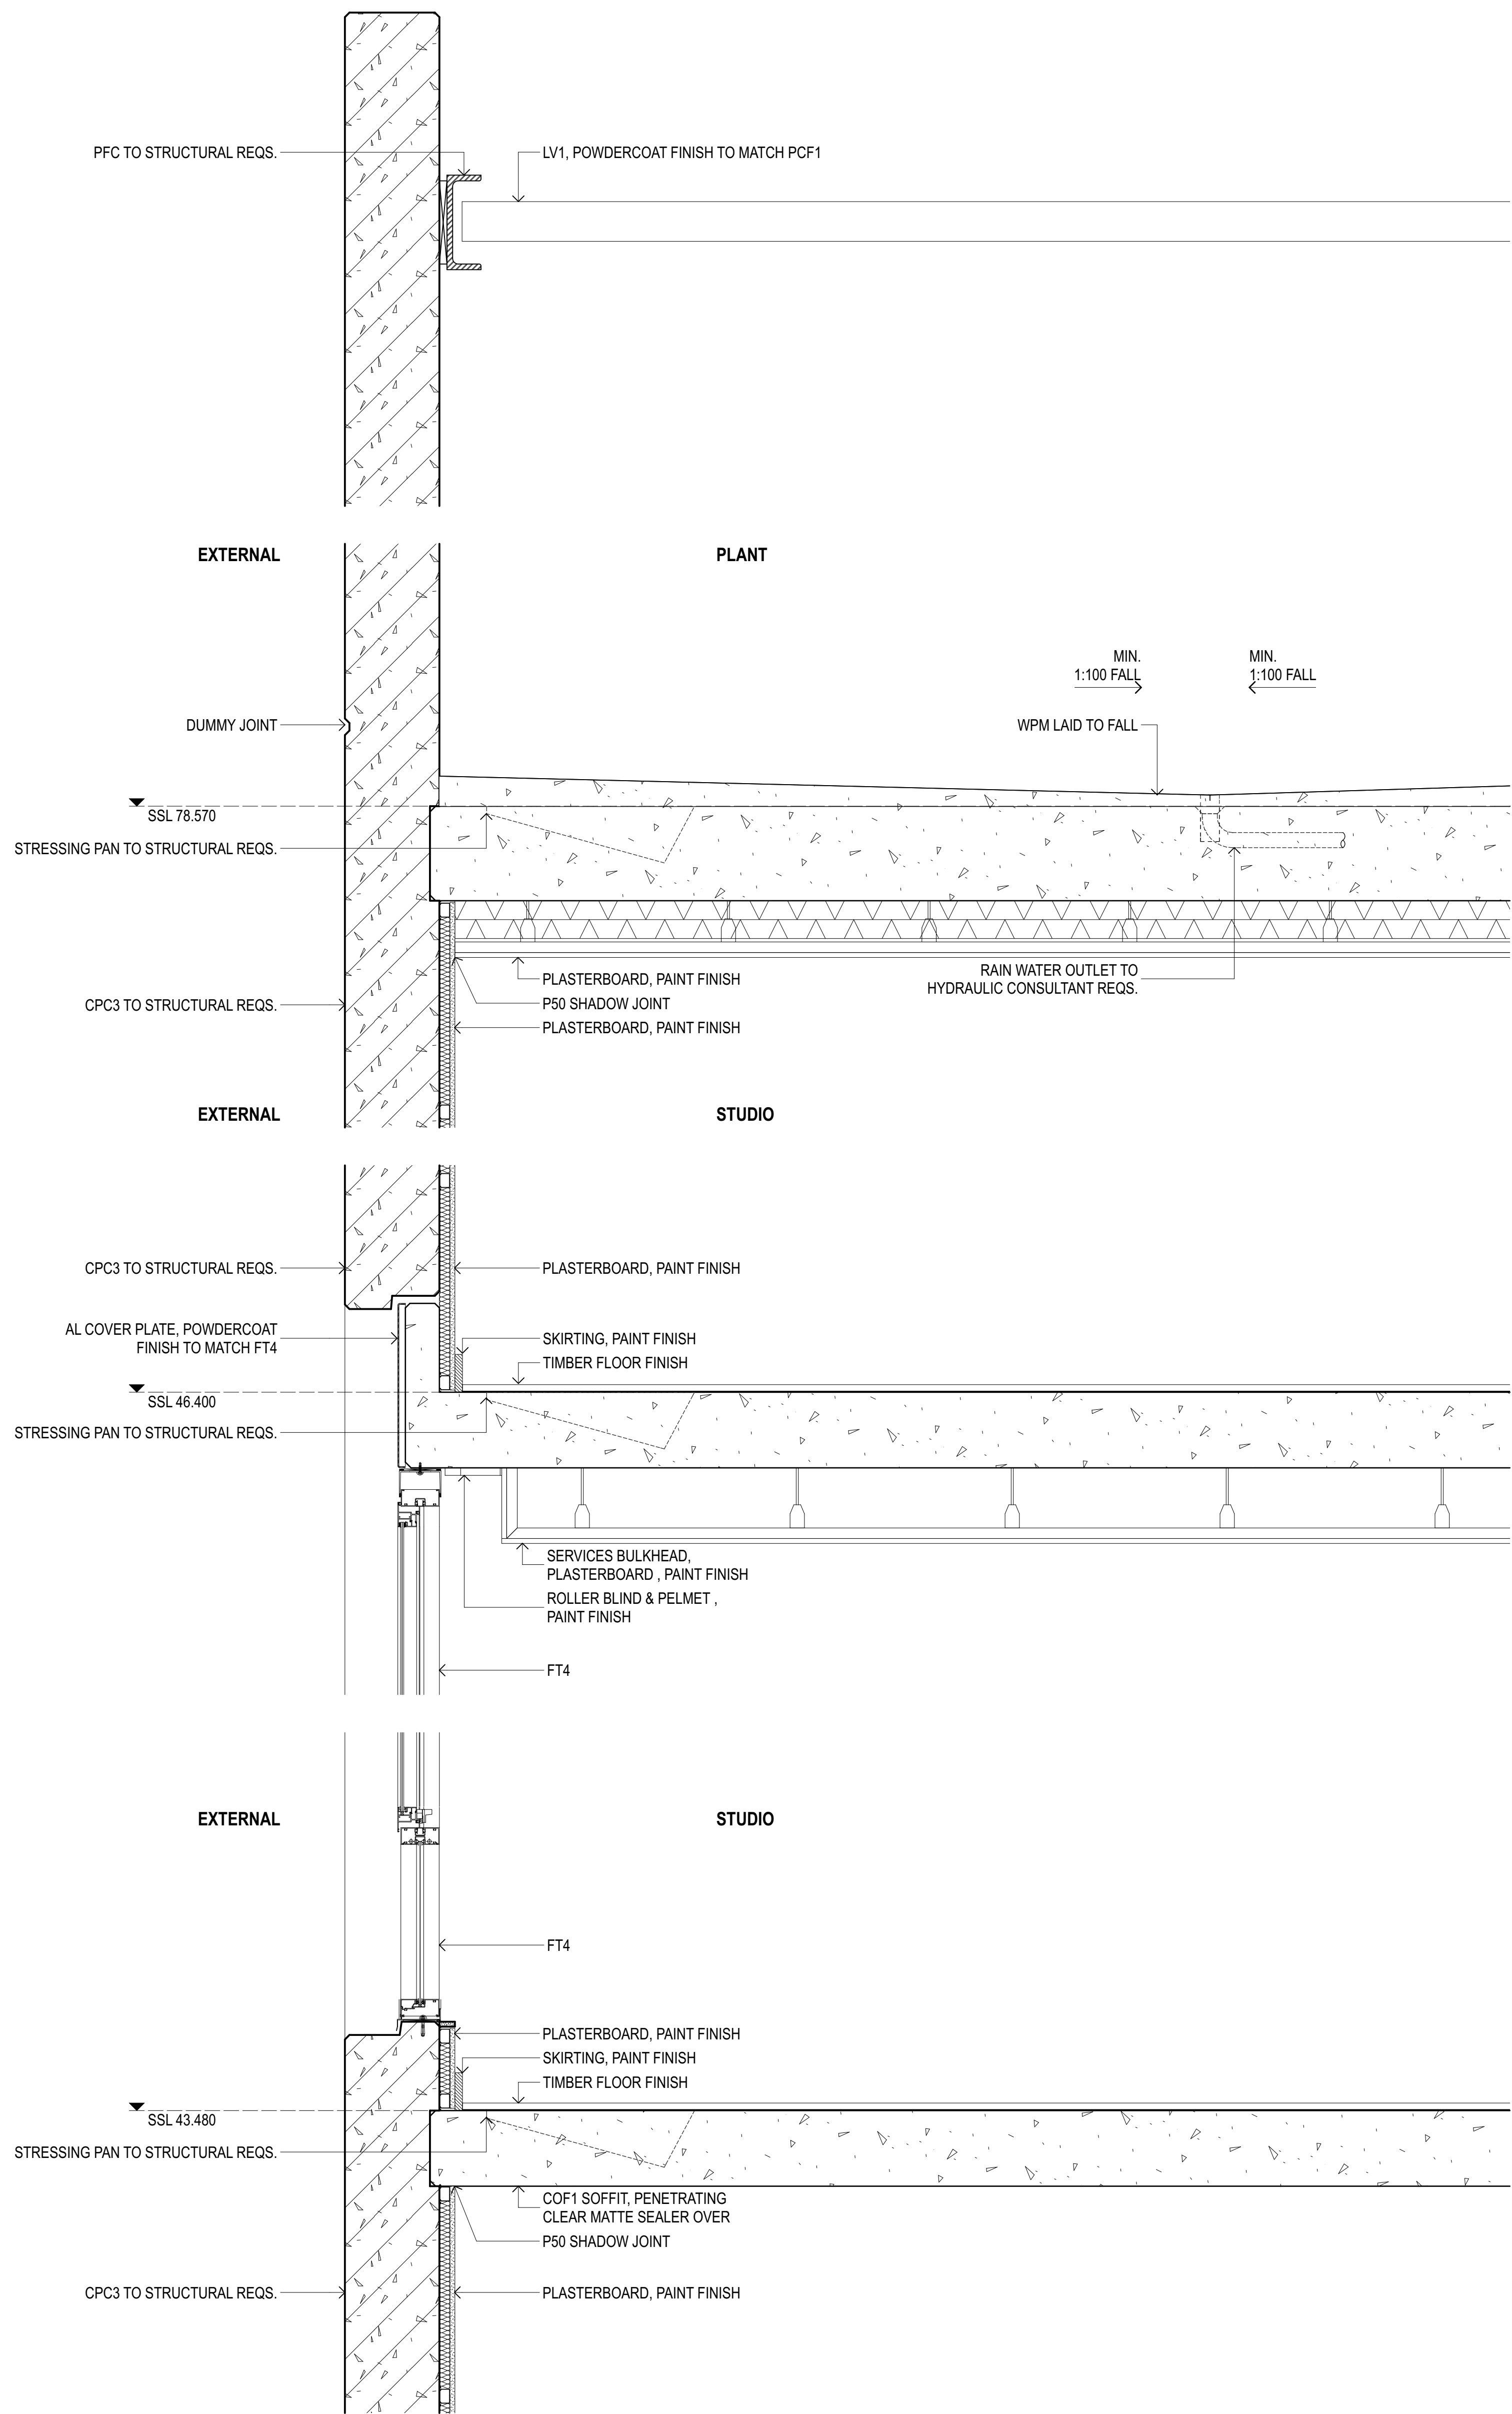 PFC TO STRUCTURAL REQS.
LV1, POWDERCOAT FINISH TO MATCH PCF1
EXTERNAL
PLANT
MIN.
1:100 FALL
MIN.
1:100 FALL
DUMMY JOINT
WPM LAID TO FALL
SSL 78.570
STRESSING PAN TO STRUCTURAL REQS.
PLASTERBOARD, PAINT FINISH
RAIN WATER OUTLET TO
HYDRAULIC CONSULTANT REQS.
P50 SHADOW JOINT
CPC3 TO STRUCTURAL REQS.
PLASTERBOARD, PAINT FINISH
EXTERNAL
STUDIO
CPC3 TO STRUCTURAL REQS.
PLASTERBOARD, PAINT FINISH
AL COVER PLATE, POWDERCOAT
FINISH TO MATCH FT4
SKIRTING, PAINT FINISH
TIMBER FLOOR FINISH
SSL 46.400
STRESSING PAN TO STRUCTURAL REQS.
SERVICES BULKHEAD,
PLASTERBOARD , PAINT FINISH
ROLLER BLIND & PELMET ,
PAINT FINISH
FT4
EXTERNAL
STUDIO
FT4
PLASTERBOARD, PAINT FINISH
SKIRTING, PAINT FINISH
TIMBER FLOOR FINISH
SSL 43.480
STRESSING PAN TO STRUCTURAL REQS.
COF1 SOFFIT, PENETRATING
CLEAR MATTE SEALER OVER
P50 SHADOW JOINT
CPC3 TO STRUCTURAL REQS.
PLASTERBOARD, PAINT FINISH